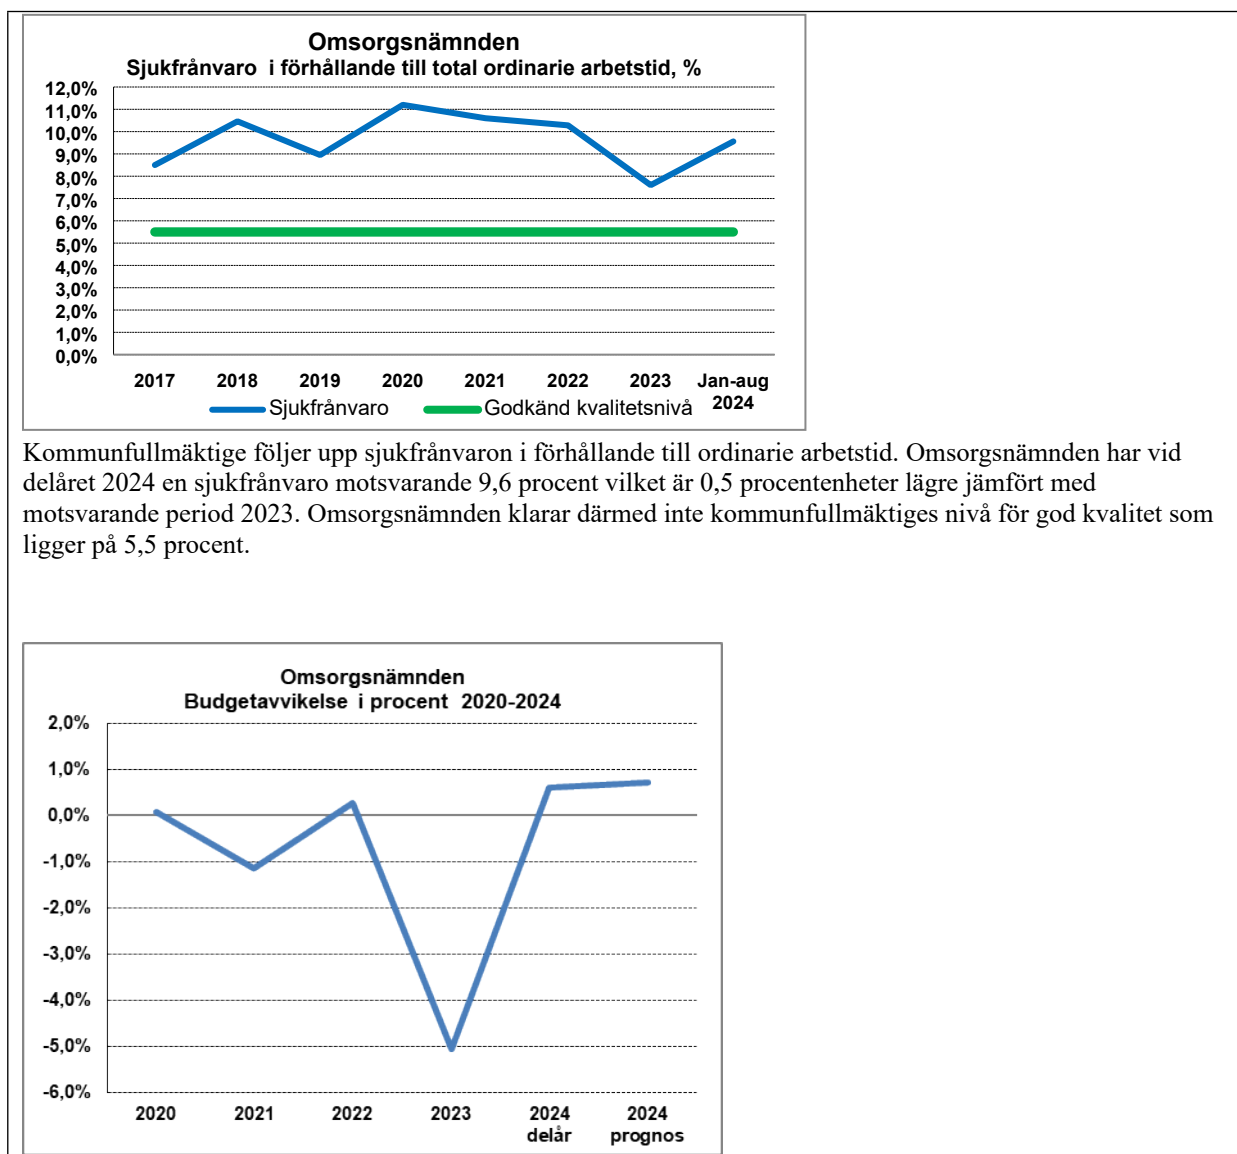 Omsorgsnämnden
Sjukfrånvaro i förhållande till total ordinarie arbetstid, %
12,0%
11,0%
10,0%
9,0%
8,0%
7,0%
6,0%
5,0%
4,0%
3,0%
2,0%
1,0%
0,0%
2017 2018 2019 2020 2021 2022 2023 Jan-aug
2024
Sjukfrånvaro Godkänd kvalitetsnivå
Kommunfullmäktige följer upp sjukfrånvaron i förhållande till ordinarie arbetstid. Omsorgsnämnden har vid
delåret 2024 en sjukfrånvaro motsvarande 9,6 procent vilket är 0,5 procentenheter lägre jämfört med
motsvarande period 2023. Omsorgsnämnden klarar därmed inte kommunfullmäktiges nivå för god kvalitet som
ligger på 5,5 procent.
Omsorgsnämnden
Budgetavvikelse i procent 2020-2024
2,0%
1,0%
0,0%
-1,0%
-2,0%
-3,0%
-4,0%
-5,0%
-6,0%
2020 2021 2022 2023 2024 2024
delår prognos